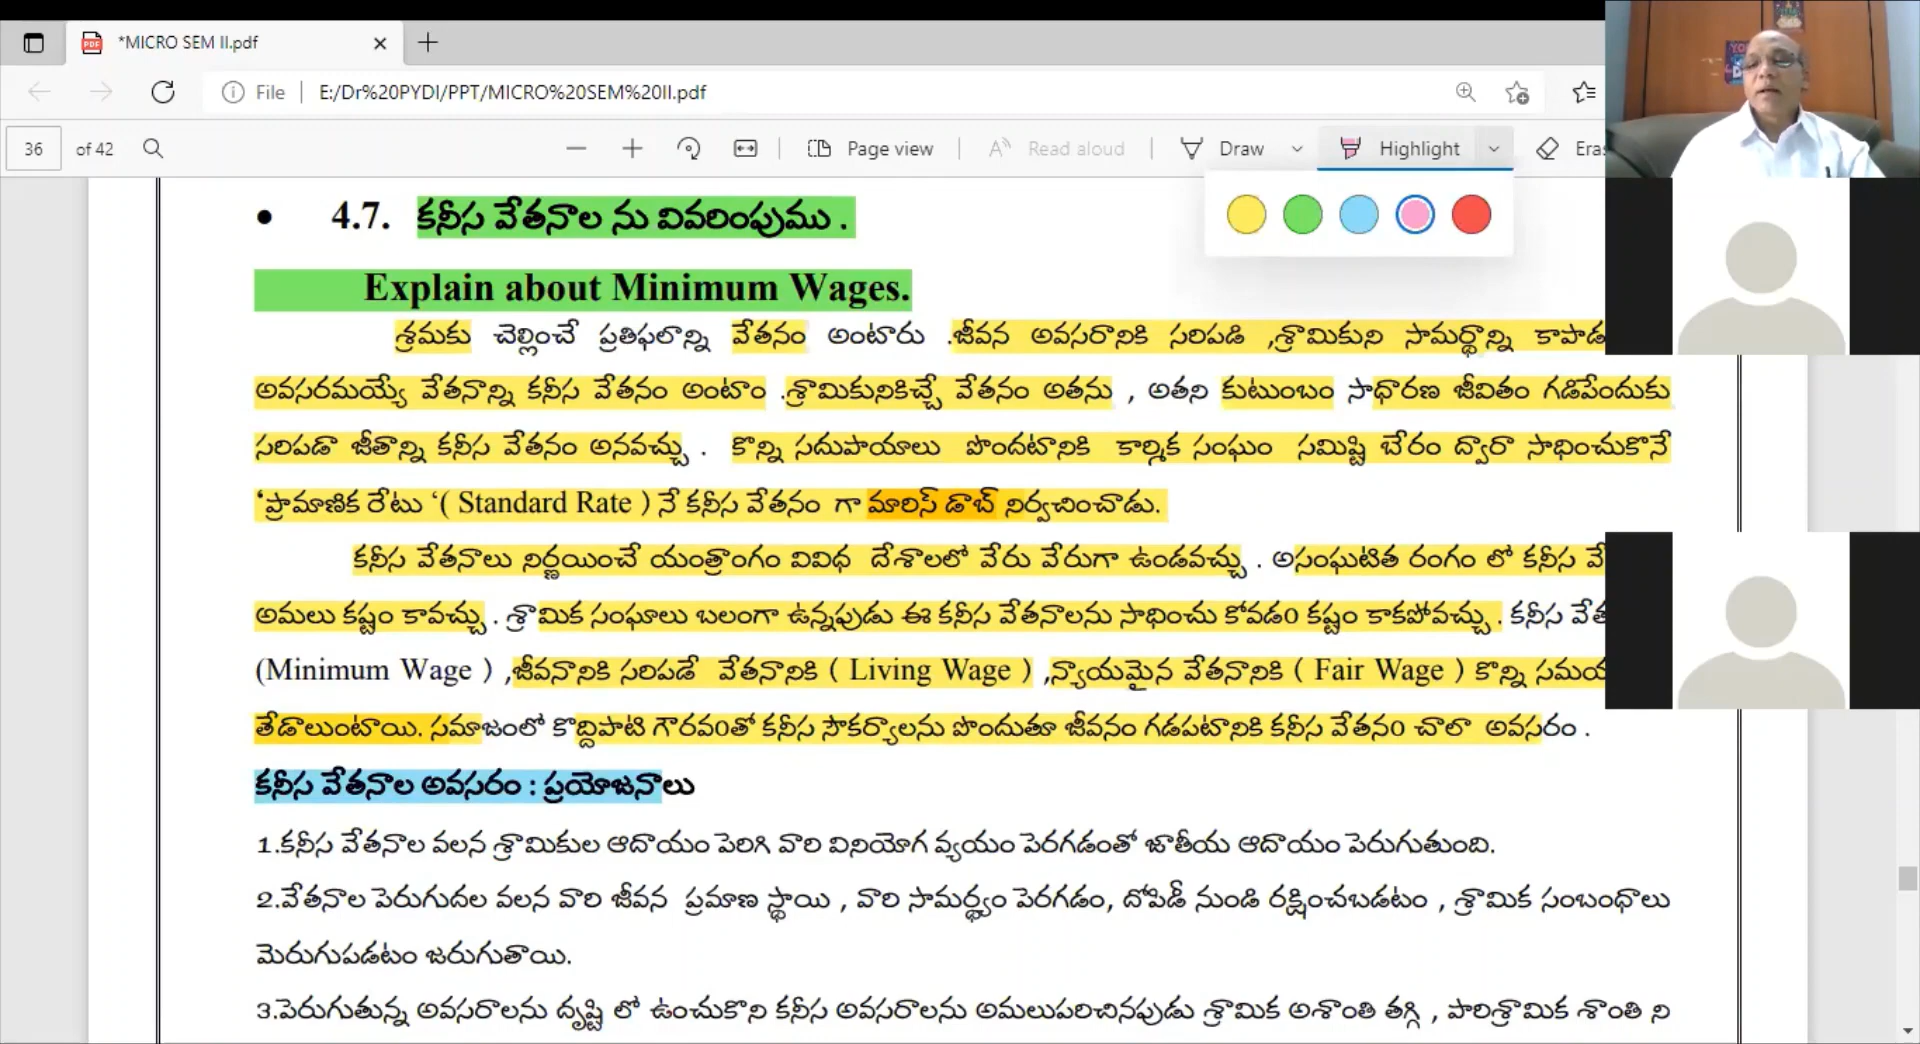 *MICRO SEM II.pdf
File
E:/Dr%20PYDI/PPT/MICRO%20SEM%20II.pdf
36 of 42
Page view
Read aloud
Draw
Highlight
Eras
• 4.7. కనీస వేతనాల ను వివరింపుము .
Explain about Minimum Wages.
శ్రమకు చెల్లించే ప్రతిఫలాన్ని వేతనం అంటారు .జీవన అవసరానికి సరిపడి ,శ్రామికుని సామర్థాన్ని కాపాడ
అవసరమయ్యే వేతనాన్ని కనీస వేతనం అంటాం .శ్రామికునికిచ్చే వేతనం అతను , అతని కుటుంబం సాధారణ జీవితం గడిపేందుకు
సరిపడా జీతాన్ని కనీస వేతనం అనవచ్చు . కొన్ని సదుపాయాలు పొందటానికి కార్మిక సంఘం సమిష్టి బేరం ద్వారా సాధించుకొనే
'ప్రామాణిక రేటు '( Standard Rate ) నే కనీస వేతనం గా మారిస్ డాబ్ నిర్వచించాడు.
కనీస వేతనాలు నిర్ణయించే యంత్రాంగం వివిధ దేశాలలో వేరు వేరుగా ఉండవచ్చు . అసంఘటిత రంగం లో కనీస వే
అమలు కష్టం కావచ్చు . శ్రామిక సంఘాలు బలంగా ఉన్నపుడు ఈ కనీస వేతనాలను సాధించు కోవడ0 కష్టం కాకపోవచ్చు . కనీస వేత
(Minimum Wage ) ,జీవనానికి సరిపడే వేతనానికి ( Living Wage ) ,న్యాయమైన వేతనానికి ( Fair Wage ) కొన్ని సమయ
తేడాలుంటాయి. సమాజంలో కొద్దిపాటి గౌరవ0తో కనీస సౌకర్యాలను పొందుతూ జీవనం గడపటానికి కనీస వేతన0 చాలా అవసరం .
కనీస వేతనాల అవసరం : ప్రయోజనాలు
1.కనీస వేతనాల వలన శ్రామికుల ఆదాయం పెరిగి వారి వినియోగ వ్యయం పెరగడంతో జాతీయ ఆదాయం పెరుగుతుంది.
2.వేతనాల పెరుగుదల వలన వారి జీవన ప్రమాణ స్థాయి , వారి సామర్థ్యం పెరగడం, దోపిడీ నుండి రక్షించబడటం , శ్రామిక సంబంధాలు
మెరుగుపడటం జరుగుతాయి.
3.పెరుగుతున్న అవసరాలను దృష్టి లో ఉంచుకొని కనీస అవసరాలను అమలుపరిచినపుడు శ్రామిక అశాంతి తగ్గి , పారిశ్రామిక శాంతి ని